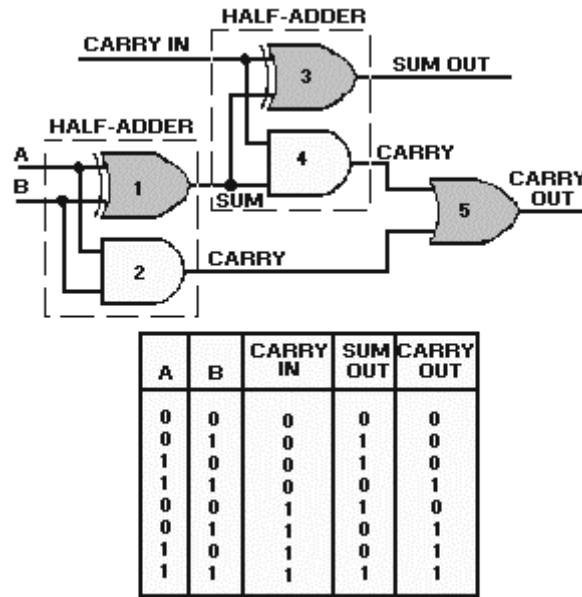 HALF-ADDER
CARRY IN
3
SUM OUT
HALF-ADDER
A
4
CARRY
B
1
SUM
5
CARRY
OUT
2
CARRY
A B CARRY IN SUM OUT CARRY OUT
0 0 0 0 0
0 1 0 1 0
1 0 0 1 0
1 1 0 0 1
0 0 1 1 0
0 1 1 0 1
1 0 1 0 1
1 1 1 1 1